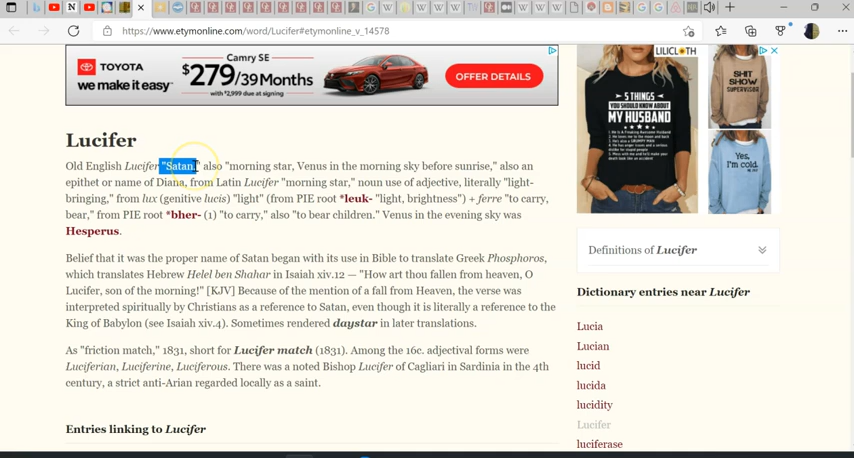 https://www.etymonline.com/word/Lucifer#etymonline_v_14578
TOYOTA
we make it easy
Camry SE
$279/39 Months
with *2,999 due at signing
OFFER DETAILS
LILICLOTH
5 THINGS
YOU SHOULD KNOW ABOUT
MY HUSBAND
SHIT
SHOW
SUPERVISOR
Yes,
I'm cold.
Lucifer
Old English Lucifer "Satan," also "morning star, Venus in the morning sky before sunrise," also an
epithet or name of Diana, from Latin Lucifer "morning star," noun use of adjective, literally "light-
bringing," from lux (genitive lucis) "light" (from PIE root *leuk- "light, brightness") + ferre "to carry,
bear," from PIE root *bher- (1) "to carry," also "to bear children." Venus in the evening sky was
Hesperus.
Belief that it was the proper name of Satan began with its use in Bible to translate Greek Phosphoros,
which translates Hebrew Helel ben Shahar in Isaiah xiv.12 — "How art thou fallen from heaven, O
Lucifer, son of the morning!" [KJV] Because of the mention of a fall from Heaven, the verse was
interpreted spiritually by Christians as a reference to Satan, even though it is literally a reference to the
King of Babylon (see Isaiah xiv.4). Sometimes rendered daystar in later translations.
As "friction match," 1831, short for Lucifer match (1831). Among the 16c. adjectival forms were
Luciferian, Luciferine, Luciferous. There was a noted Bishop Lucifer of Cagliari in Sardinia in the 4th
century, a strict anti-Arian regarded locally as a saint.
Entries linking to Lucifer
Definitions of Lucifer
Dictionary entries near Lucifer
Lucia
Lucian
lucid
lucida
lucidity
Lucifer
luciferase